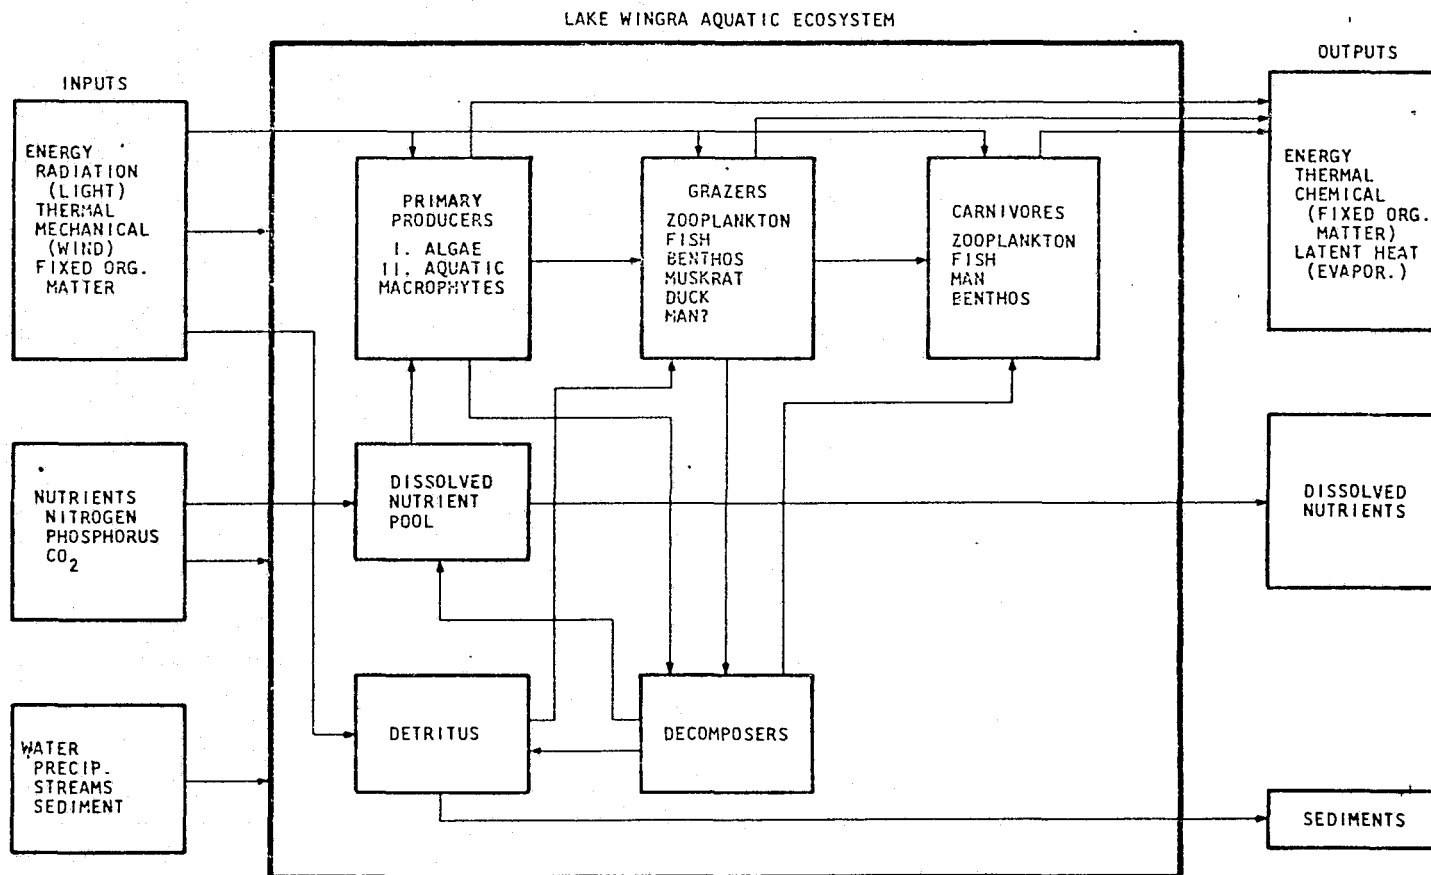 LAKE WINGRA AQUATIC ECOSYSTEM
INPUTS
ENERGY
RADIATION
(LIGHT)
THERMAL
MECHANICAL
(WIND)
FIXED ORG.
MATTER
NUTRIENTS
NITROGEN
PHOSPHORUS
CO₂
WATER
PRECIP.
STREAMS
SEDIMENT
PRIMARY
PRODUCERS
I. ALGAE
II. AQUATIC
MACROPHYTES
GRAZERS
ZOOPLANKTON
FISH
BENTHOS
MUSKRAT
DUCK
MAN?
CARNIVORES
ZOOPLANKTON
FISH
MAN
BENTHOS
DISSOLVED
NUTRIENT
POOL
DETRITUS
DECOMPOSERS
OUTPUTS
ENERGY
THERMAL
CHEMICAL
(FIXED ORG.
MATTER)
LATENT HEAT
(EVAPOR.)
DISSOLVED
NUTRIENTS
SEDIMENTS